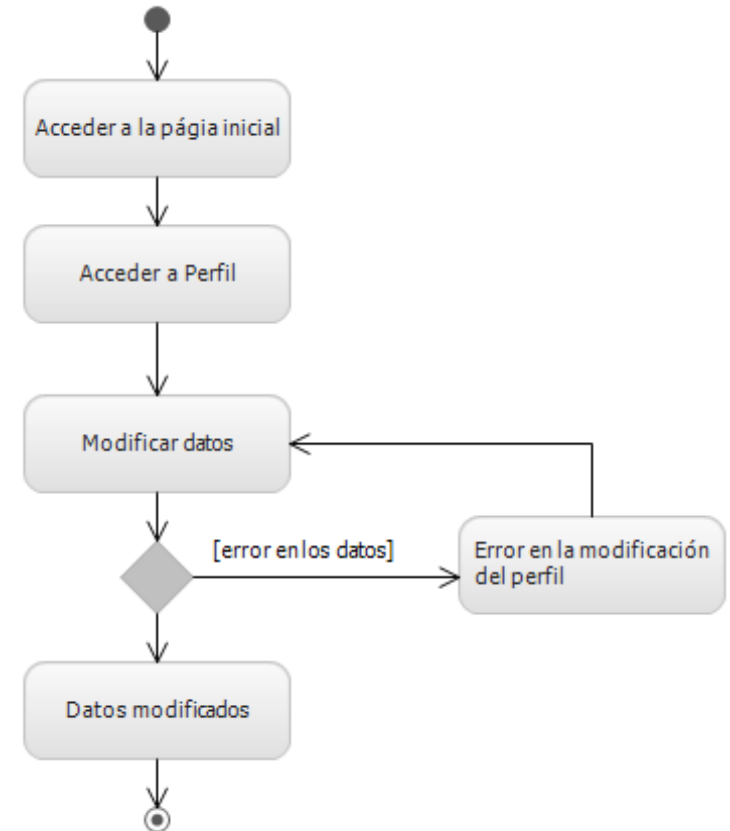 Acceder a la págia inicial
Acceder a Perfil
Modificar datos
[error en los datos]
Error en la modificación
del perfil
Datos modificados